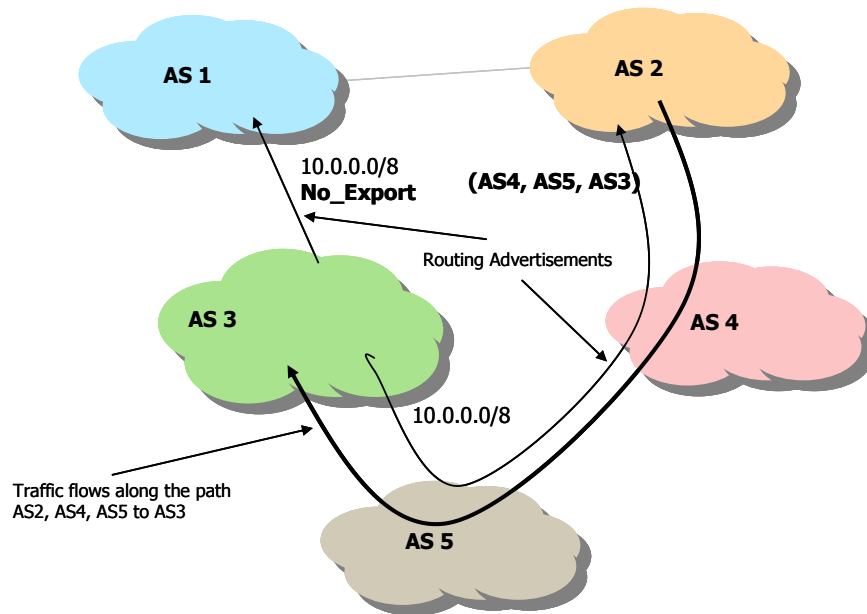 AS 1
AS 2
10.0.0.0/8
No_Export
(AS4, AS5, AS3)
Routing Advertisements
AS 3
AS 4
10.0.0.0/8
Traffic flows along the path
AS2, AS4, AS5 to AS3
AS 5